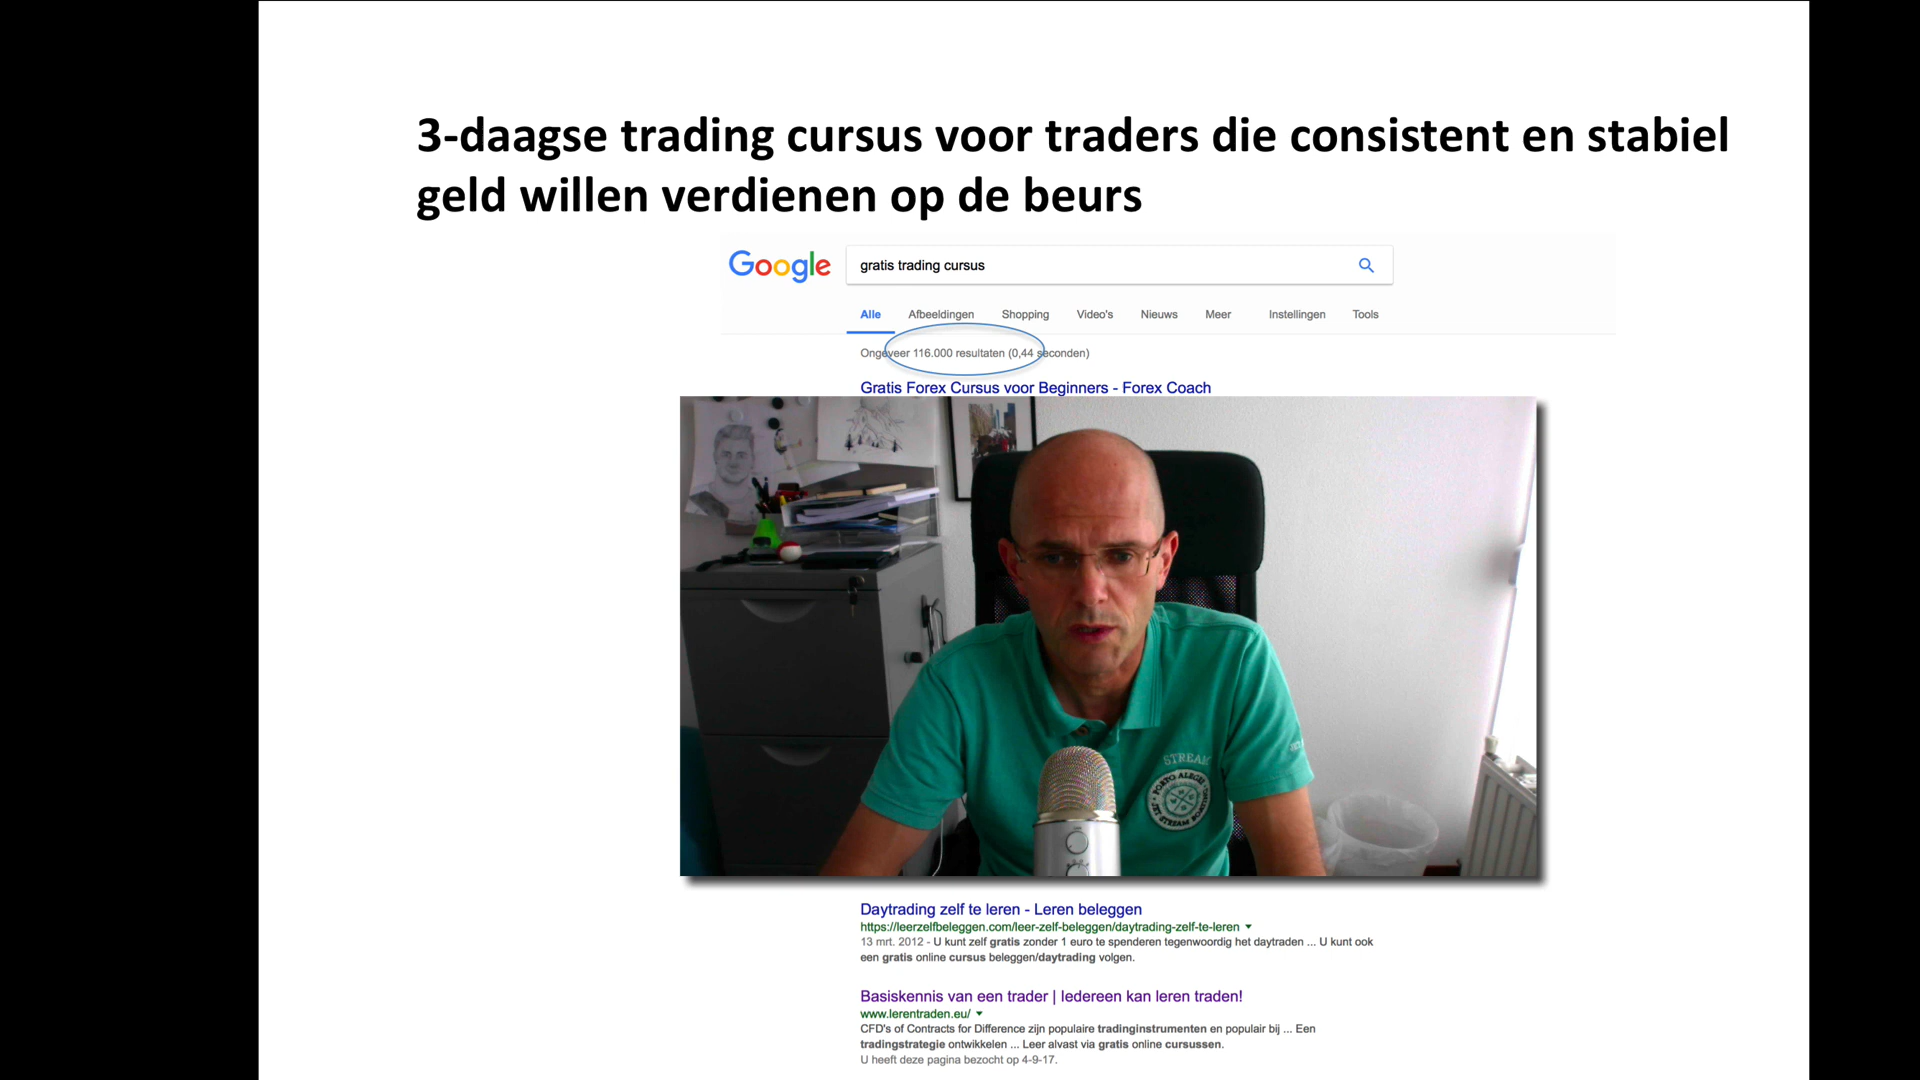 3-daagse trading cursus voor traders die consistent en stabiel
geld willen verdienen op de beurs
Google
gratis trading cursus
Alle Afbeeldingen Shopping Video's Nieuws Meer Instellingen Tools
Ongeveer 116.000 resultaten (0,44 seconden)
Gratis Forex Cursus voor Beginners - Forex Coach
STREAM
PORTO ALEGRE
Daytrading zelf te leren - Leren beleggen
https://leerzelfbeleggen.com/leer-zelf-beleggen/daytrading-zelf-te-leren
13 mrt. 2012 - U kunt zelf gratis zonder 1 euro te spenderen tegenwoordig het daytraden ... U kunt ook
een gratis online cursus beleggen/daytrading volgen.
Basiskennis van een trader | Iedereen kan leren traden!
www.lerentraden.eu/
CFD's of Contracts for Difference zijn populaire tradinginstrumenten en populair bij ... Een
tradingstrategie ontwikkelen ... Leer alvast via gratis online cursussen.
U heeft deze pagina bezocht op 4-9-17.